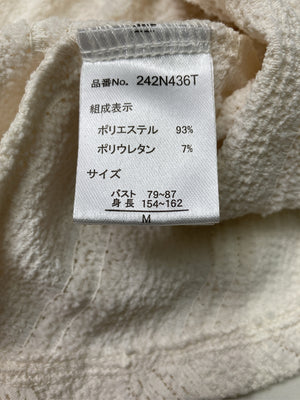 品番No. 242N436T
組成表示
ポリエステル 93%
ポリウレタン 7%
サイズ
バスト 79~87
身長 154~162
M